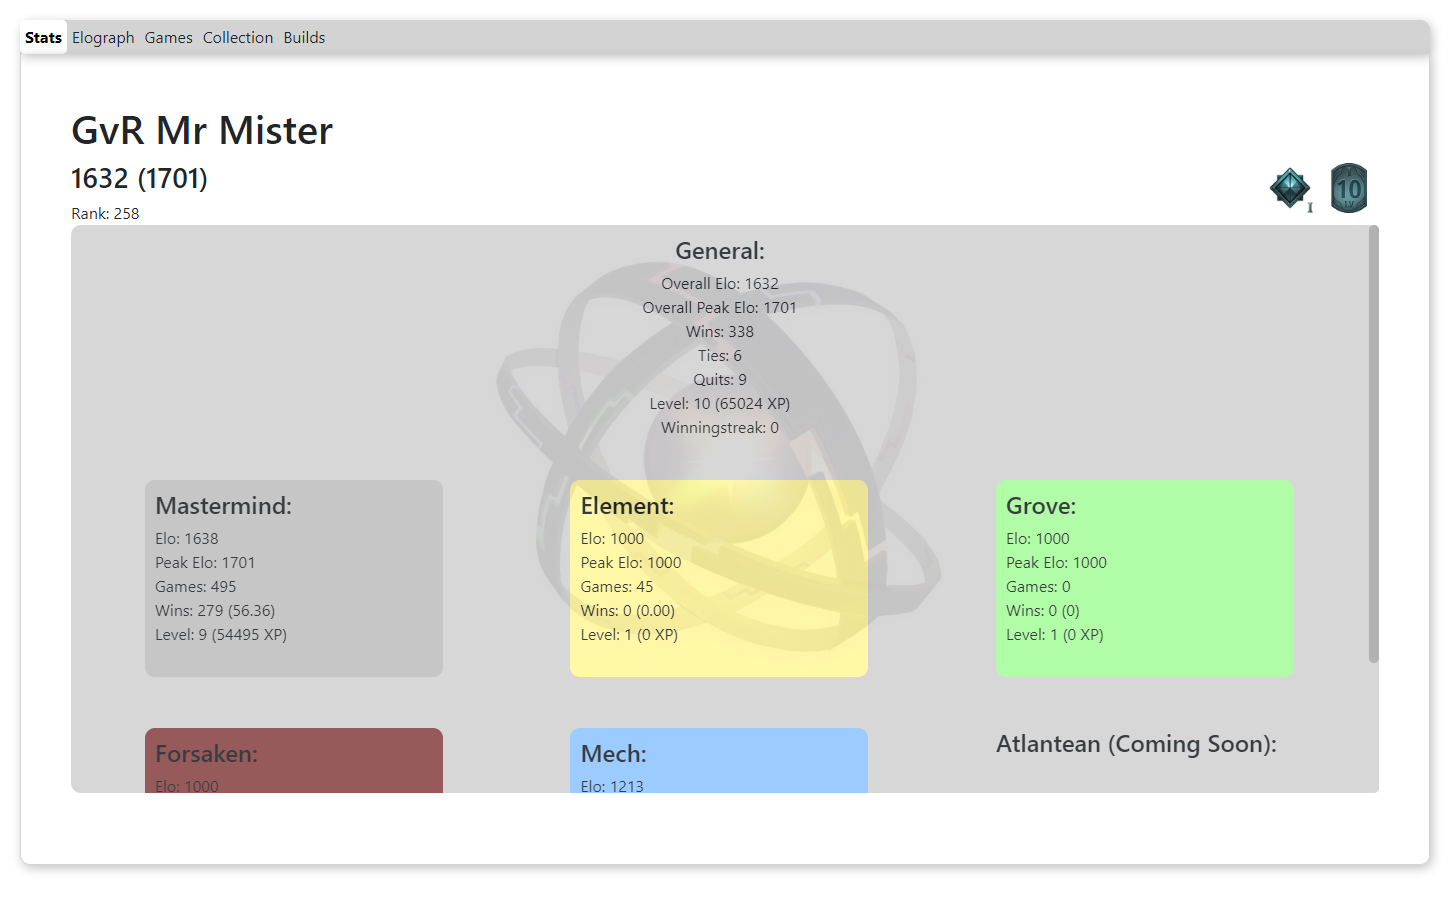 Stats Elograph Games Collection Builds
GvR Mr Mister
1632 (1701)
Rank: 258
I
10
LV
General:
Overall Elo: 1632
Overall Peak Elo: 1701
Wins: 338
Ties: 6
Quits: 9
Level: 10 (65024 XP)
Winningstreak: 0
Mastermind:
Elo: 1638
Peak Elo: 1701
Games: 495
Wins: 279 (56.36)
Level: 9 (54495 XP)
Element:
Elo: 1000
Peak Elo: 1000
Games: 45
Wins: 0 (0.00)
Level: 1 (0 XP)
Grove:
Elo: 1000
Peak Elo: 1000
Games: 0
Wins: 0 (0)
Level: 1 (0 XP)
Forsaken:
Elo: 1000
Mech:
Elo: 1213
Atlantean (Coming Soon):